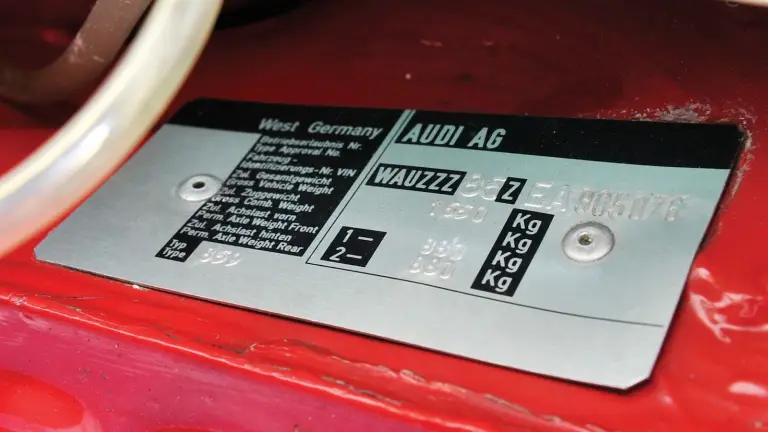 West Germany
Betriebserlaubnis Nr.
Type Approval No.
Fahrzeug-
Identifizierungs-Nr. VIN
Zul. Gesamtgewicht
Gross Vehicle Weight
Zul. Zuggewicht
Gross Comb Weight
Zul. Achslast vorn
Perm. Axle Weight Front
Zul. Achslast hinten
Perm. Axle Weight Rear
Typ
Type
AUDI AG
WAUZZZ Z EA905076
Kg
Kg
1— Kg
2— Kg